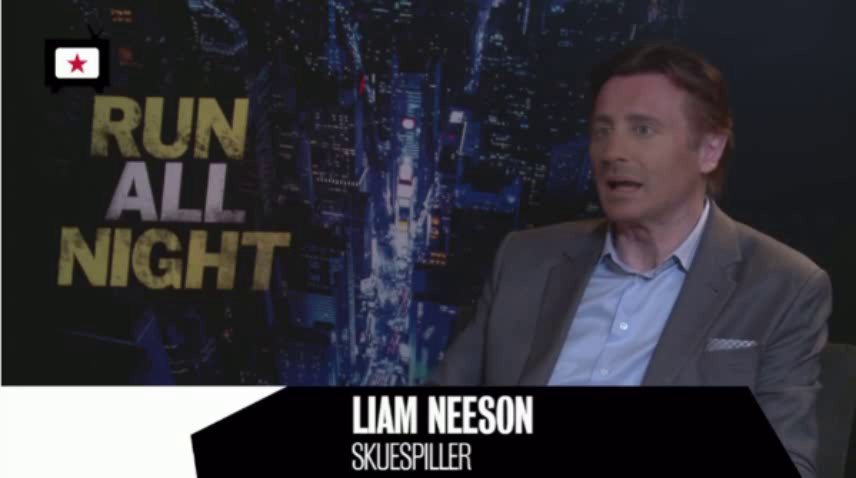 RUN
ALL
NIGHT
LIAM NEESON
SKUESPILLER